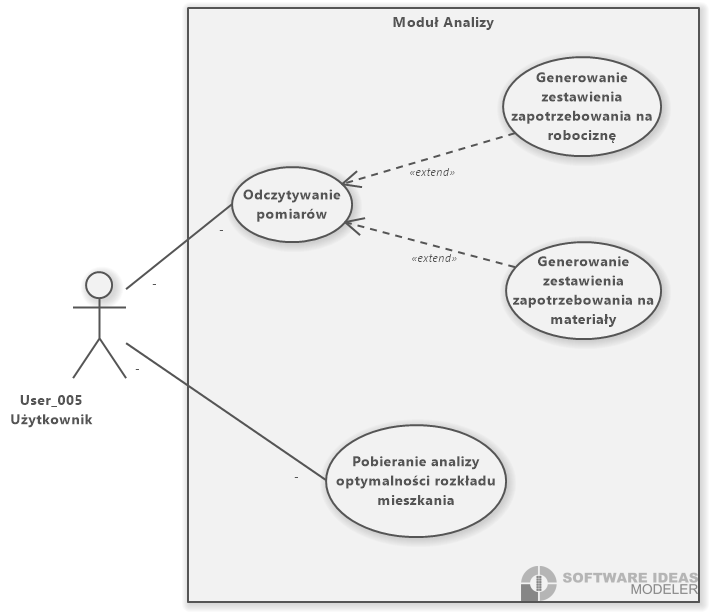 Moduł Analizy
Generowanie
zestawienia
zapotrzebowania na
robociznę
«extend»
Odczytywanie
pomiarów
-
-
«extend»
Generowanie
zestawienia
zapotrzebowania na
materiały
User_005
Użytkownik
-
-
Pobieranie analizy
optymalności rozkładu
mieszkania
SOFTWARE IDEAS
MODELER